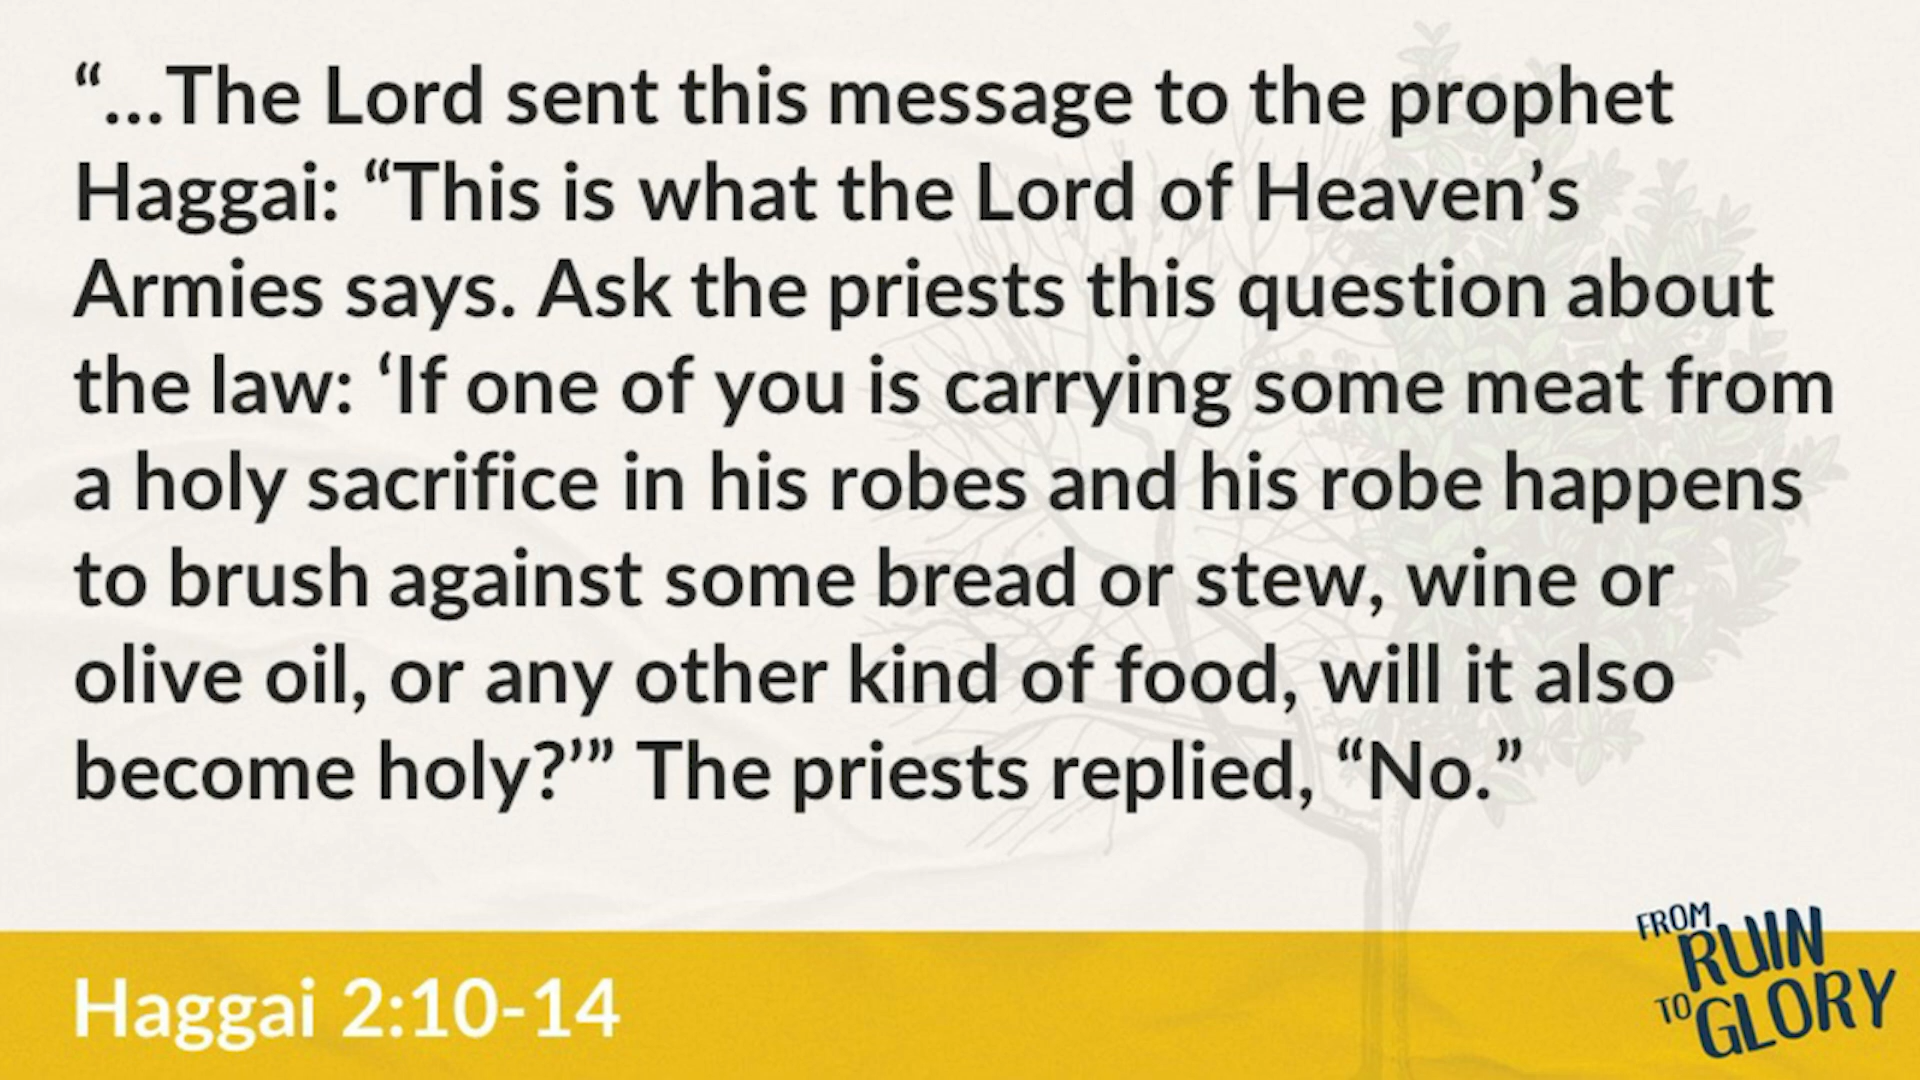 “...The Lord sent this message to the prophet
Haggai: “This is what the Lord of Heaven’s
Armies says. Ask the priests this question about
the law: ‘If one of you is carrying some meat from
a holy sacrifice in his robes and his robe happens
to brush against some bread or stew, wine or
olive oil, or any other kind of food, will it also
become holy?’” The priests replied, “No.”
Haggai 2:10-14
FROM
RUIN
TO
GLORY